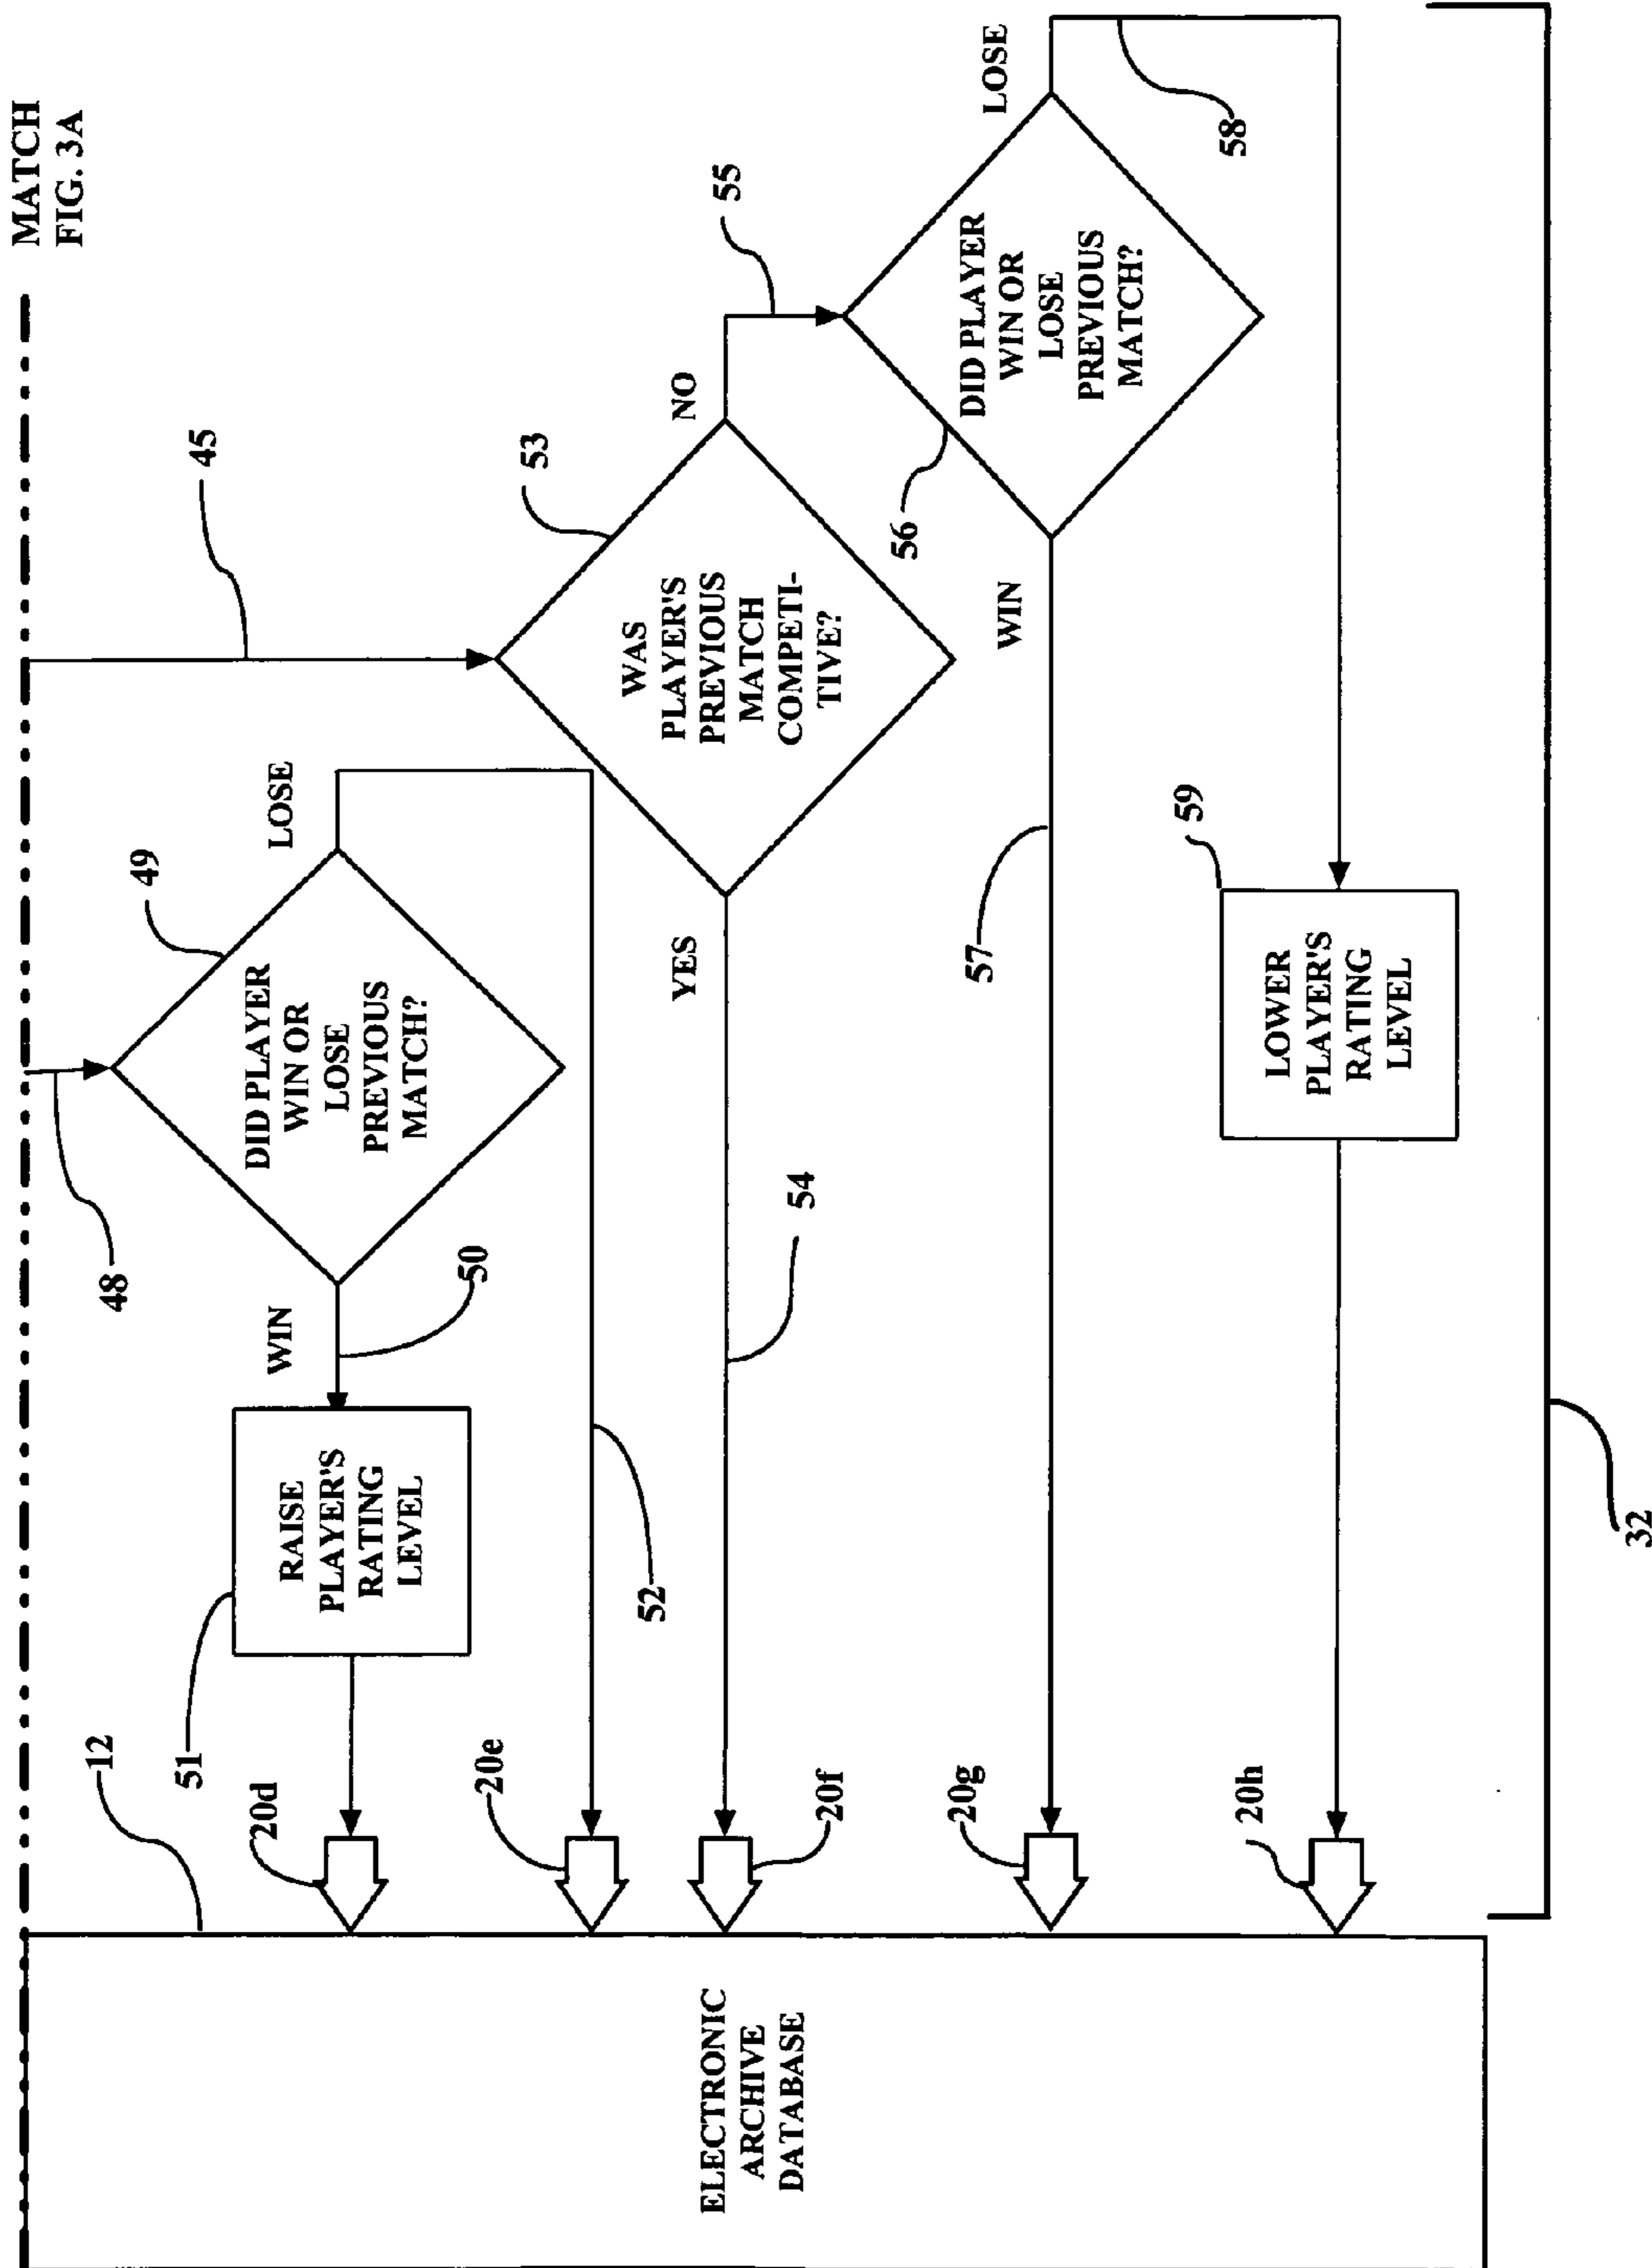 MATCH
FIG. 3A
12
48
45
49
DID PLAYER
WIN OR
LOSE
PREVIOUS
MATCH?
WIN
LOSE
50
51
RAISE
PLAYER'S
RATING
LEVEL
20d
52
20e
53
WAS
PLAYER'S
PREVIOUS
MATCH
COMPETI-
TIVE?
YES
NO
54
20f
55
56
DID PLAYER
WIN OR
LOSE
PREVIOUS
MATCH?
WIN
LOSE
57
20g
58
59
LOWER
PLAYER'S
RATING
LEVEL
20h
ELECTRONIC
ARCHIVE
DATABASE
32